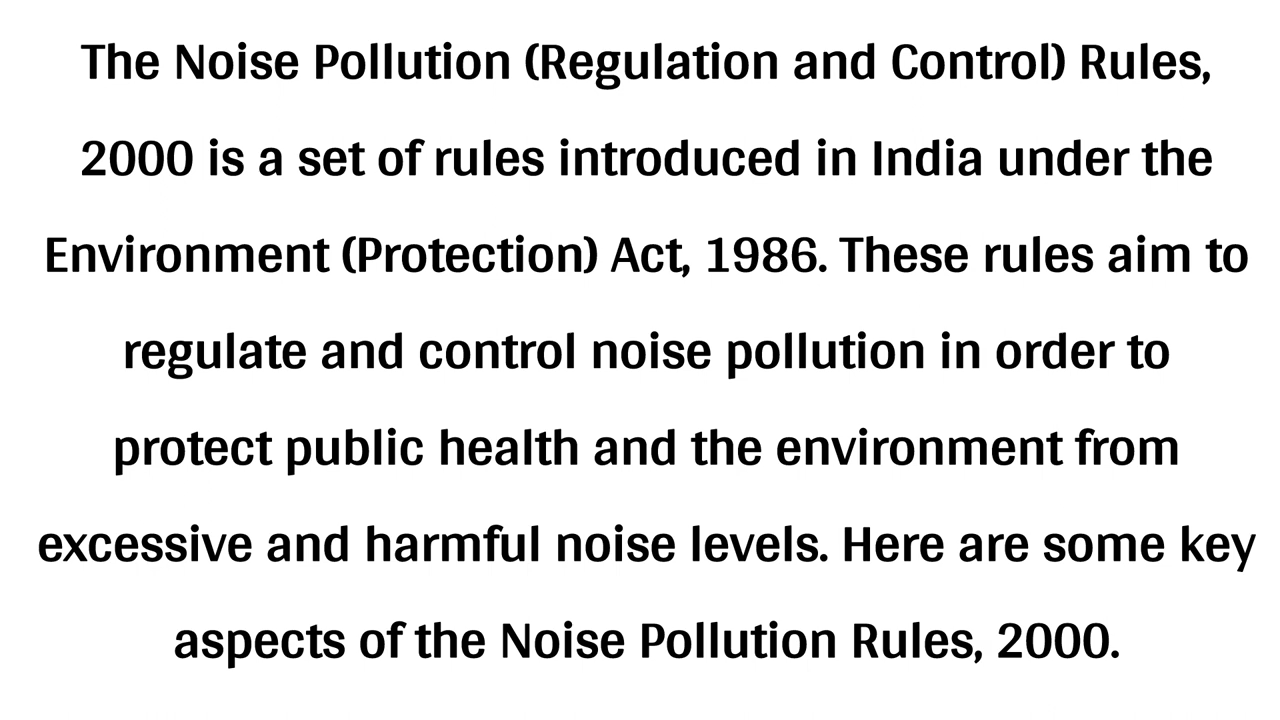 The Noise Pollution (Regulation and Control) Rules,
2000 is a set of rules introduced in India under the
Environment (Protection) Act, 1986. These rules aim to
regulate and control noise pollution in order to
protect public health and the environment from
excessive and harmful noise levels. Here are some key
aspects of the Noise Pollution Rules, 2000.